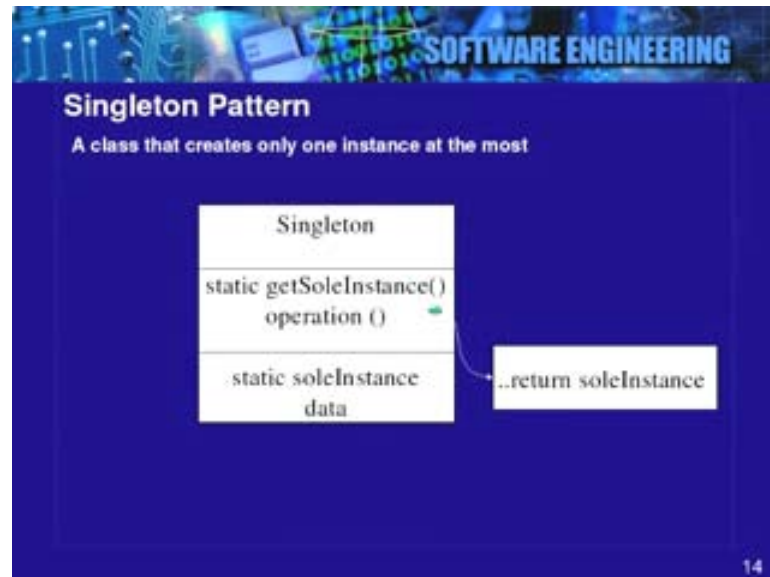 SOFTWARE ENGINEERING
Singleton Pattern
A class that creates only one instance at the most
Singleton
static getSoleInstance()
operation ()
static soleInstance
data
..return soleInstance
14